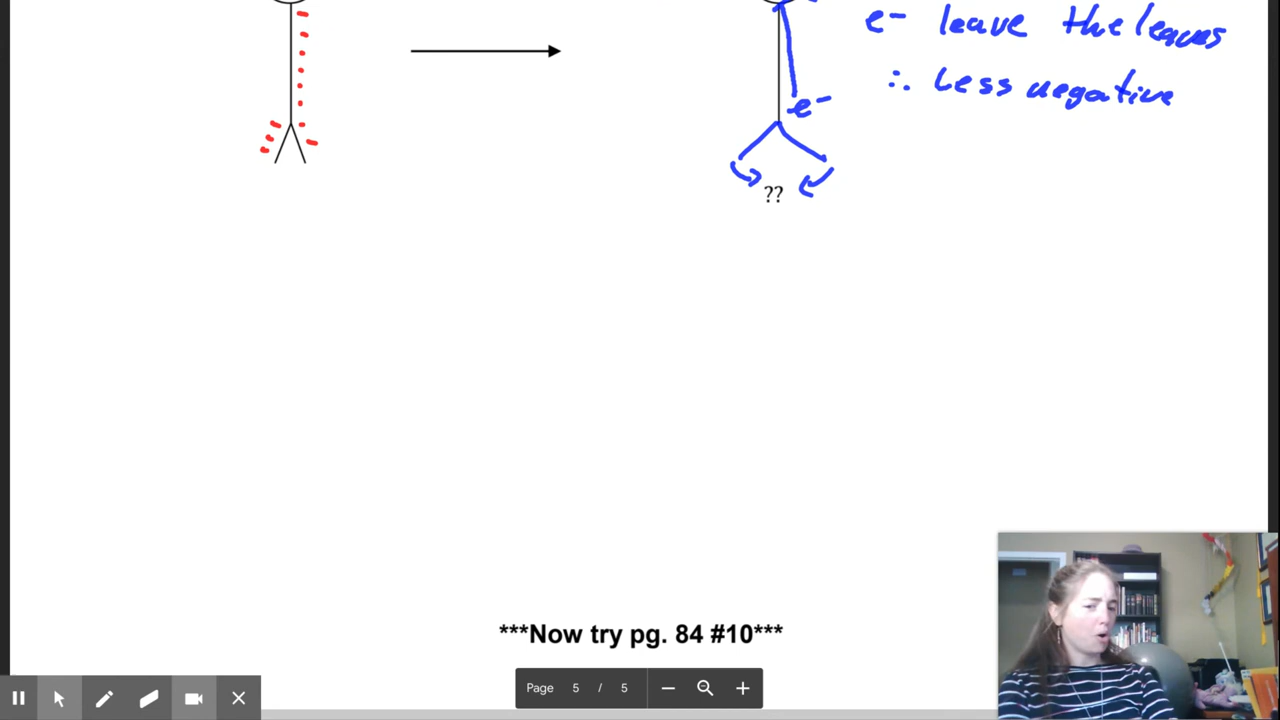 e⁻ leave the leaves
∴ Less negative
e⁻
??
***Now try pg. 84 #10***
Page 5 / 5